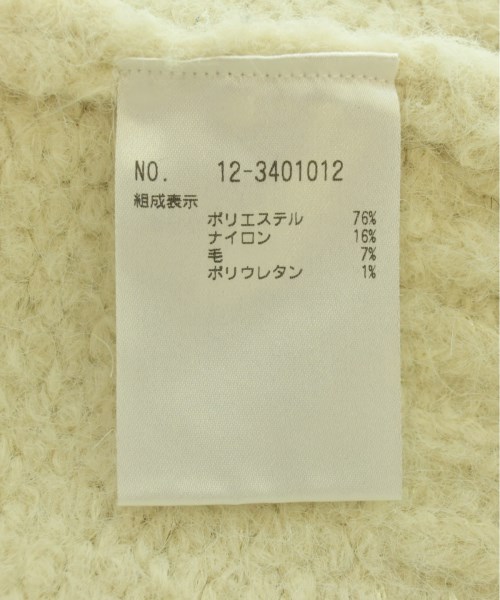 NO. 12-3401012
組成表示
ポリエステル 76%
ナイロン 16%
毛 7%
ポリウレタン 1%